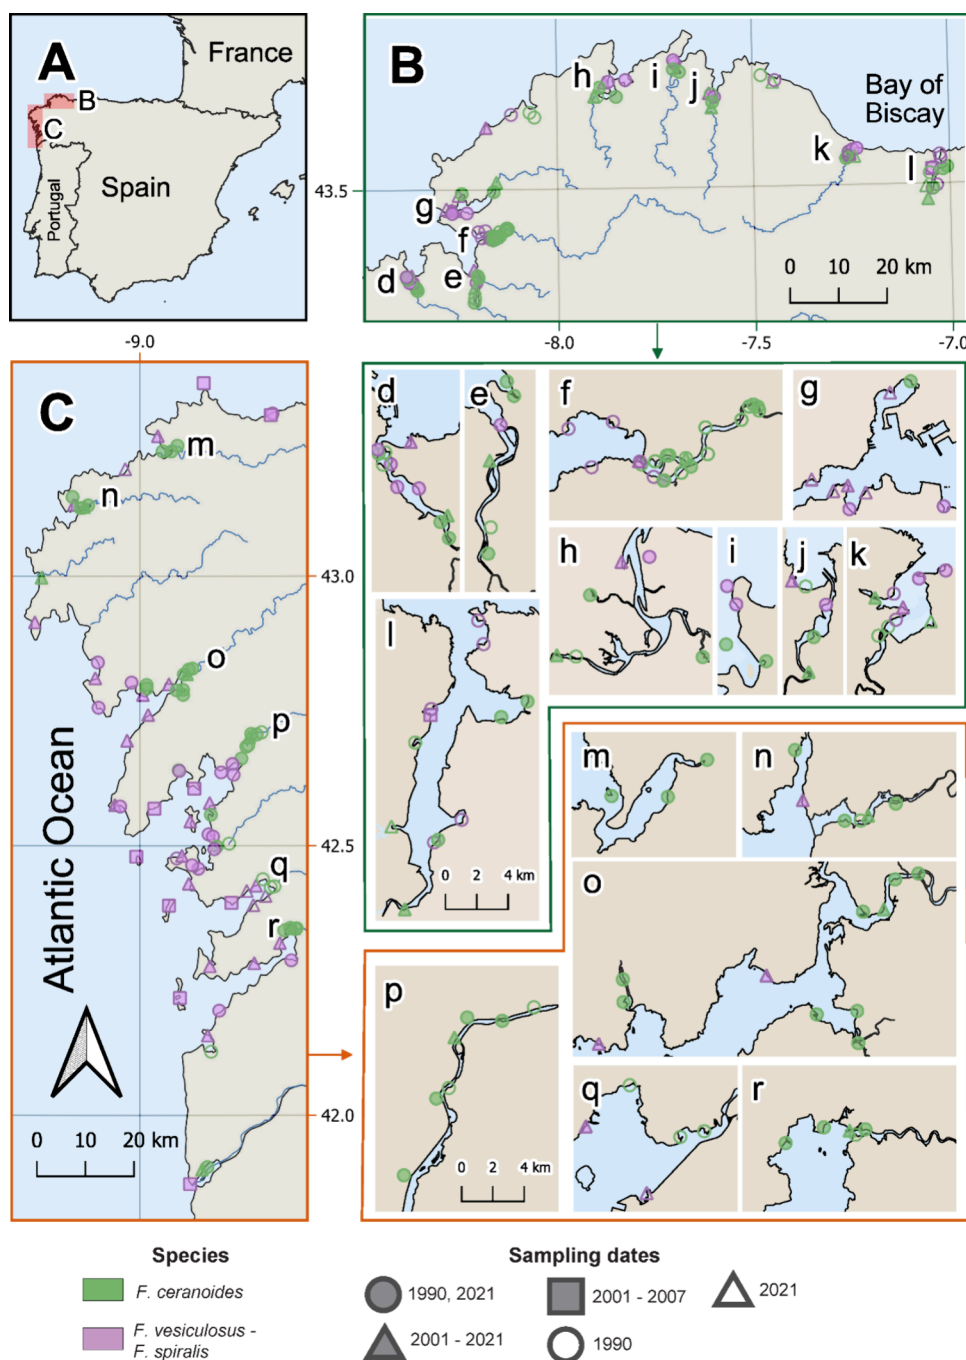 A
France
B
C
Portugal
Spain
B
h
i
j
Bay of
Biscay
k
l
43.5
g
f
d
e
0 10 20 km
-8.0
-7.5
-7.0
-9.0
C
m
n
o
p
q
r
Atlantic Ocean
0 10 20 km
43.0
42.5
42.0
d
e
f
g
h
i
j
k
l
0 2 4 km
m
n
o
p
0 2 4 km
q
r
Species
F. ceranoides
F. vesiculosus -
F. spiralis
Sampling dates
1990, 2021
2001 - 2007
2021
2001 - 2021
1990